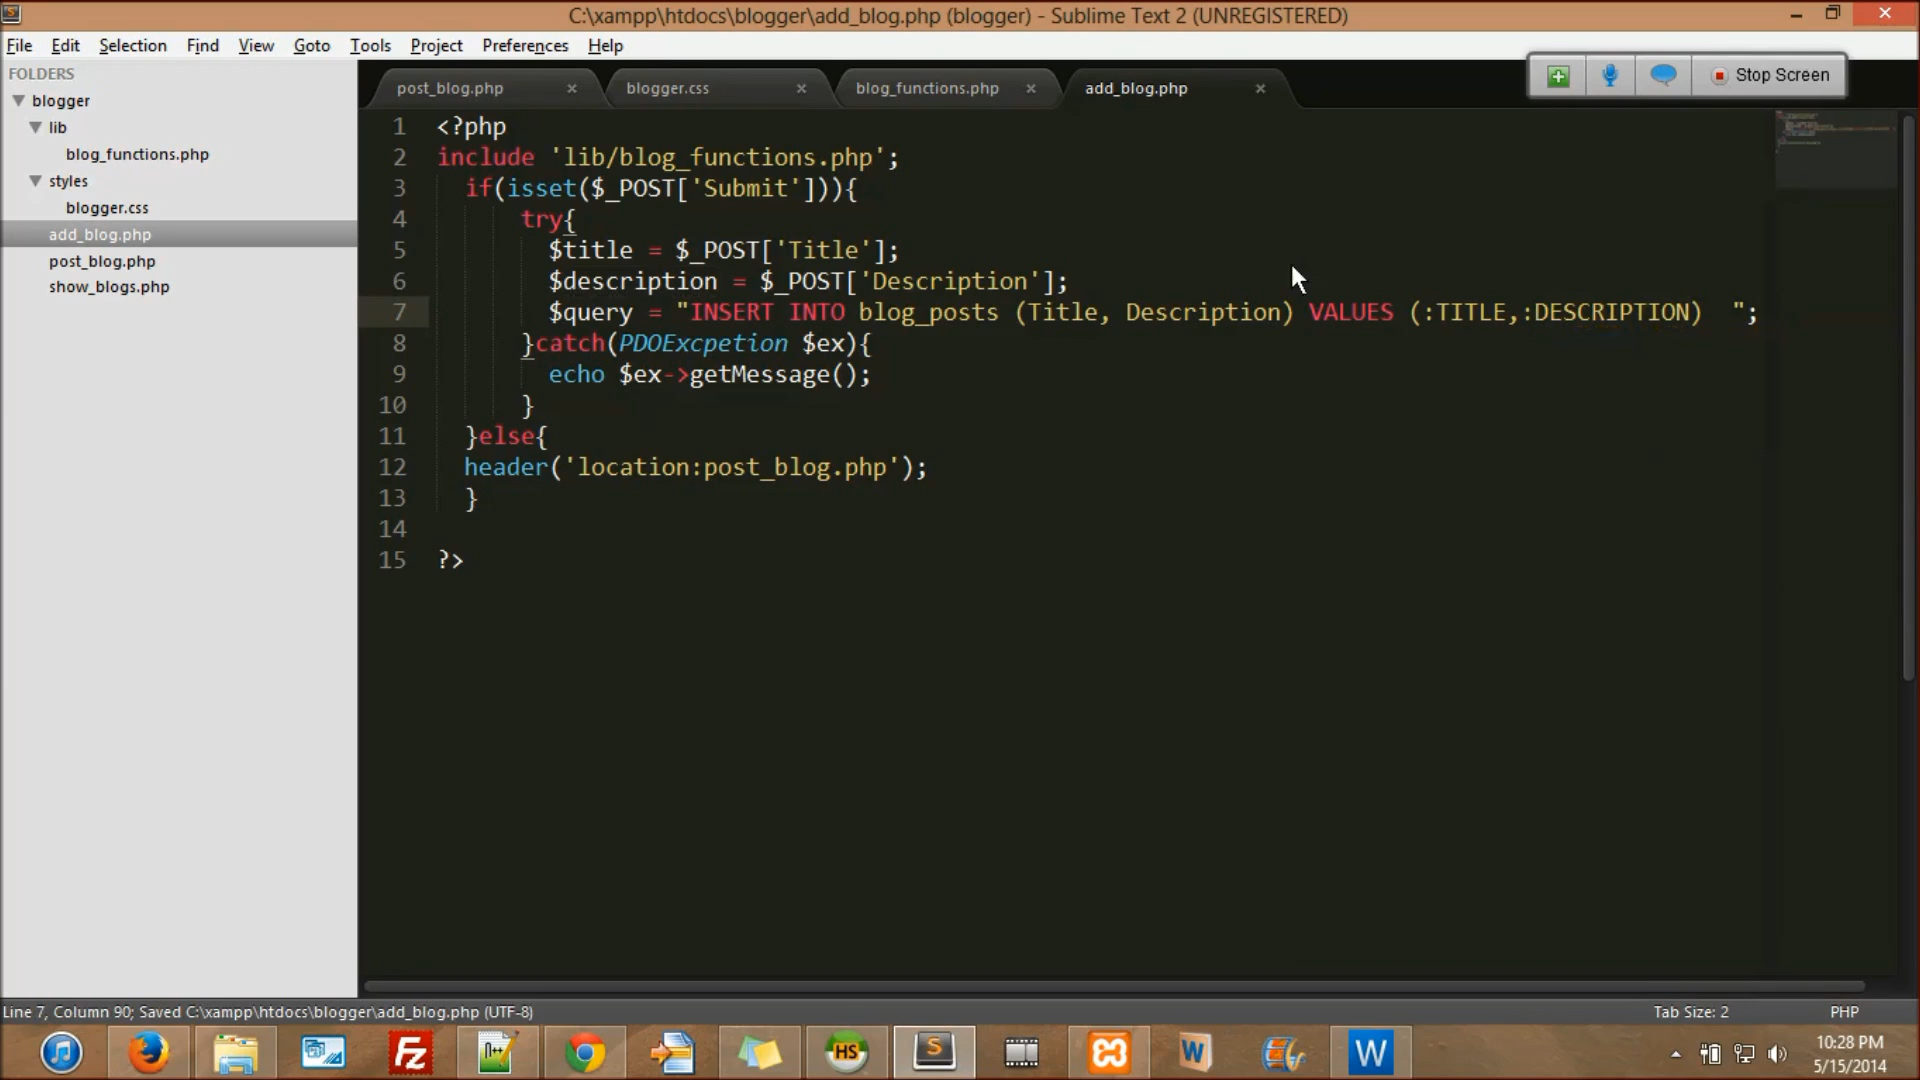 C:\xampp\htdocs\blogger\add_blog.php (blogger) - Sublime Text 2 (UNREGISTERED)
File Edit Selection Find View Goto Tools Project Preferences Help
Stop Screen
FOLDERS
blogger
lib
blog_functions.php
styles
blogger.css
add_blog.php
post_blog.php
show_blogs.php
post_blog.php × blogger.css × blog_functions.php × add_blog.php ×
1 <?php
2 include 'lib/blog_functions.php';
3 if(isset($_POST['Submit'])){
4 try{
5 $title = $_POST['Title'];
6 $description = $_POST['Description'];
7 $query = "INSERT INTO blog_posts (Title, Description) VALUES (:TITLE,:DESCRIPTION)  ";
8 }catch(PDOExcpetion $ex){
9 echo $ex->getMessage();
10 }
11 }else{
12 header('location:post_blog.php');
13 }
14
15 ?>
Line 7, Column 90; Saved C:\xampp\htdocs\blogger\add_blog.php (UTF-8)
Tab Size: 2
PHP
HS
W
10:28 PM
5/15/2014